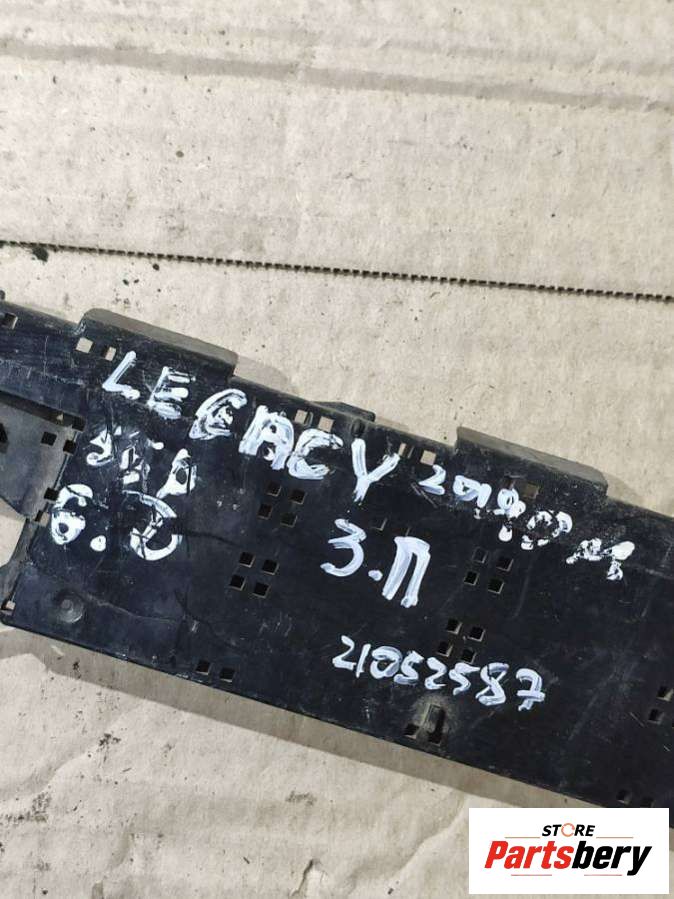 LEGACY
3.П
21052587
STORE
Partsbery